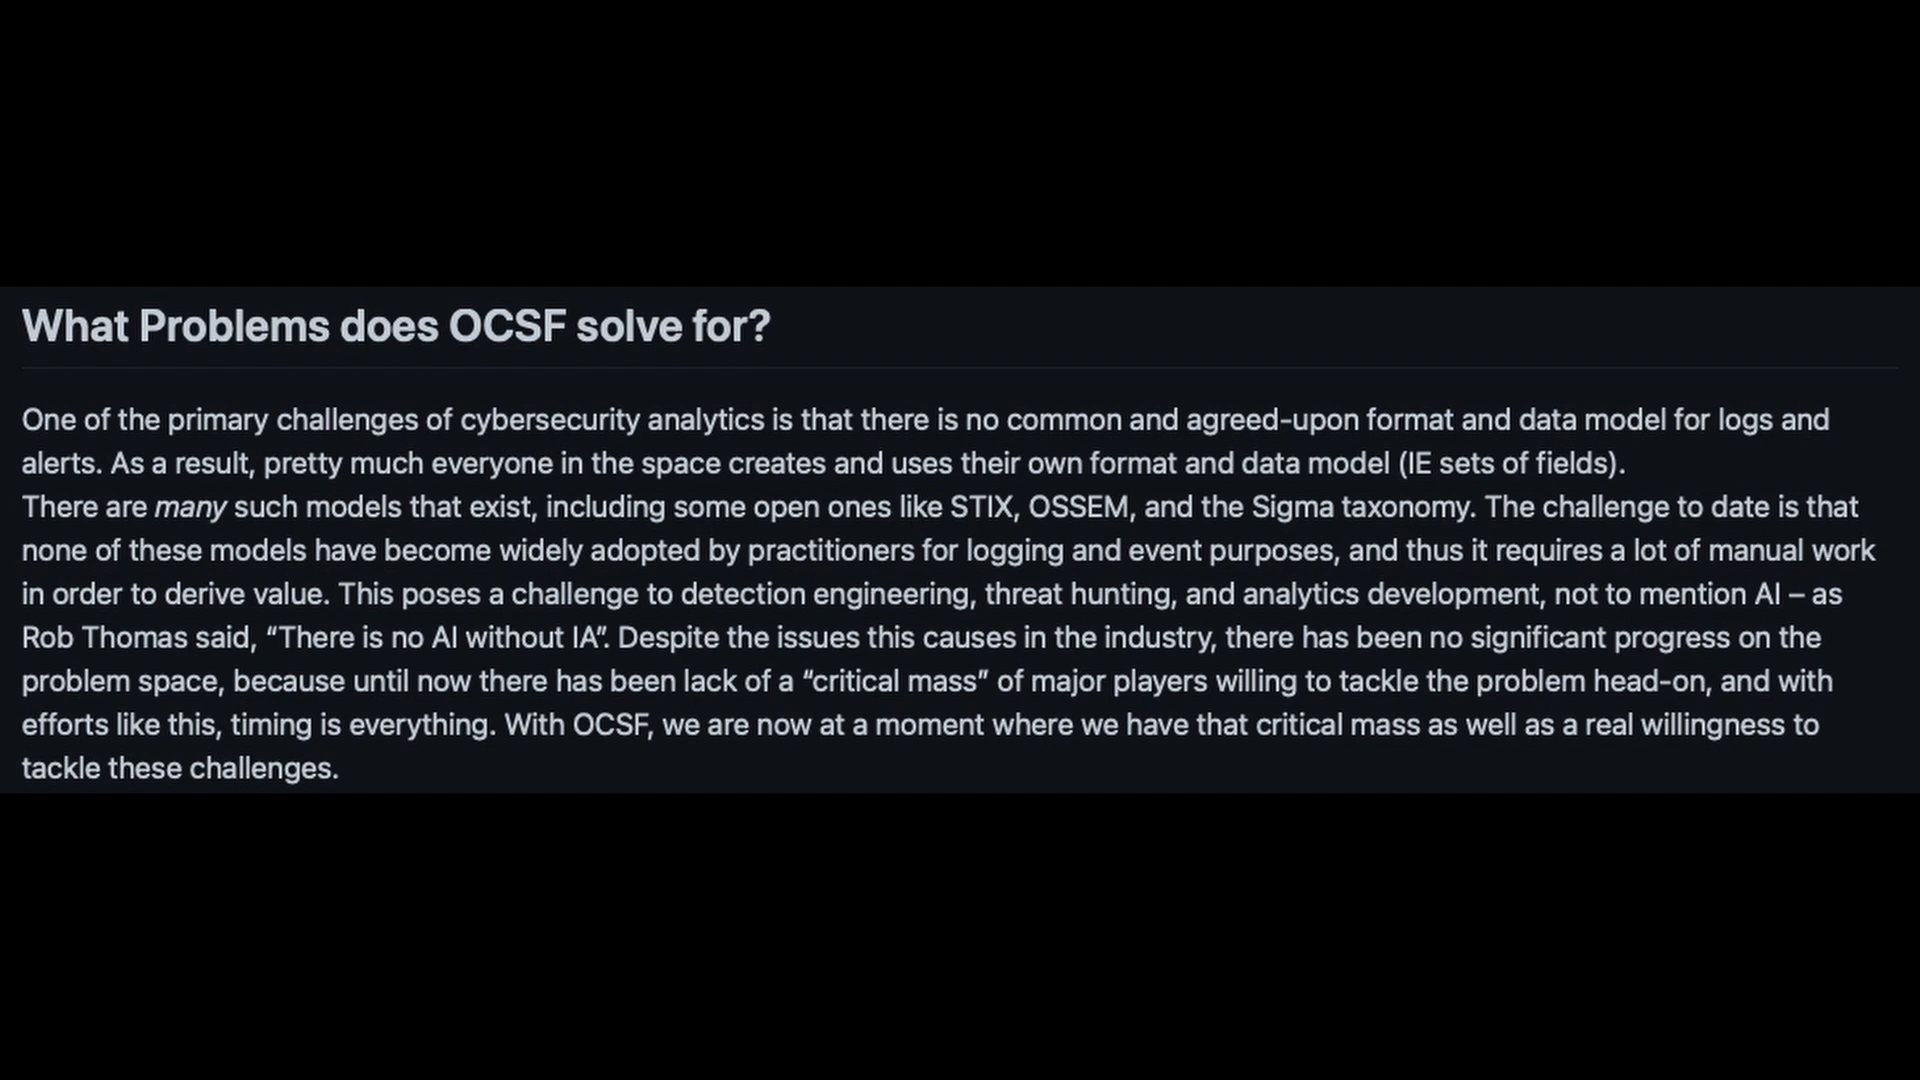 What Problems does OCSF solve for?
One of the primary challenges of cybersecurity analytics is that there is no common and agreed-upon format and data model for logs and
alerts. As a result, pretty much everyone in the space creates and uses their own format and data model (IE sets of fields).
There are many such models that exist, including some open ones like STIX, OSSEM, and the Sigma taxonomy. The challenge to date is that
none of these models have become widely adopted by practitioners for logging and event purposes, and thus it requires a lot of manual work
in order to derive value. This poses a challenge to detection engineering, threat hunting, and analytics development, not to mention AI – as
Rob Thomas said, “There is no AI without IA”. Despite the issues this causes in the industry, there has been no significant progress on the
problem space, because until now there has been lack of a “critical mass” of major players willing to tackle the problem head-on, and with
efforts like this, timing is everything. With OCSF, we are now at a moment where we have that critical mass as well as a real willingness to
tackle these challenges.